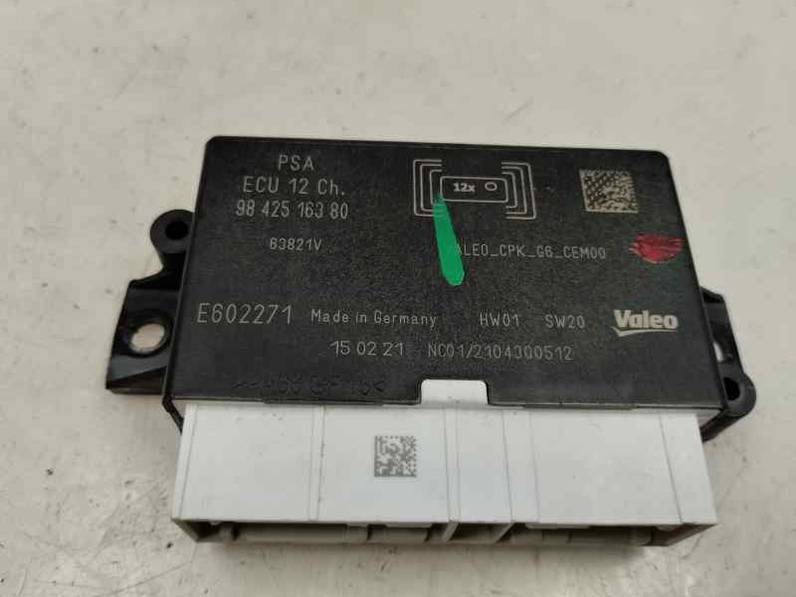 PSA
ECU 12 Ch.
98 425 163 80
63821V
12x
ALEO_CPK_G6_CEM00
E602271 Made in Germany HW01 SW20 Valeo
15 02 21 NC01/2104300512